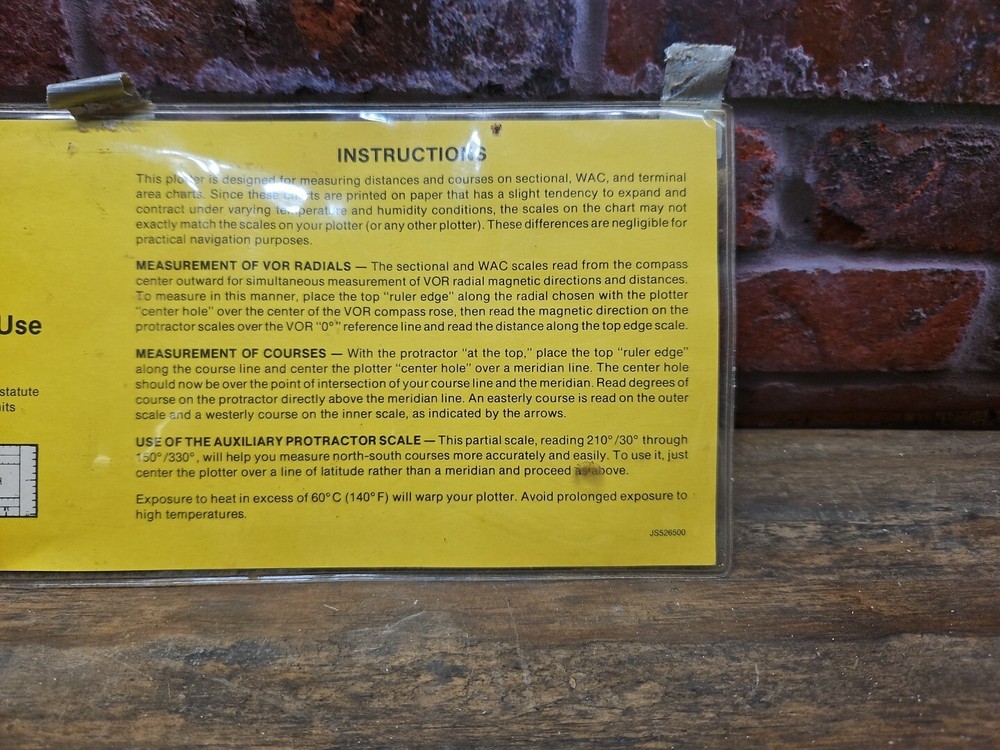 INSTRUCTIONS
This plotter is designed for measuring distances and courses on sectional, WAC, and terminal
area charts. Since these charts are printed on paper that has a slight tendency to expand and
contract under varying temperature and humidity conditions, the scales on the chart may not
exactly match the scales on your plotter (or any other plotter). These differences are negligible for
practical navigation purposes.
MEASUREMENT OF VOR RADIALS — The sectional and WAC scales read from the compass
center outward for simultaneous measurement of VOR radial magnetic directions and distances.
To measure in this manner, place the top "ruler edge" along the radial chosen with the plotter
"center hole" over the center of the VOR compass rose, then read the magnetic direction on the
protractor scales over the VOR "0°" reference line and read the distance along the top edge scale.
MEASUREMENT OF COURSES — With the protractor "at the top," place the top "ruler edge"
along the course line and center the plotter "center hole" over a meridian line. The center hole
should now be over the point of intersection of your course line and the meridian. Read degrees of
course on the protractor directly above the meridian line. An easterly course is read on the outer
scale and a westerly course on the inner scale, as indicated by the arrows.
USE OF THE AUXILIARY PROTRACTOR SCALE — This partial scale, reading 210°/30° through
150°/330°, will help you measure north-south courses more accurately and easily. To use it, just
center the plotter over a line of latitude rather than a meridian and proceed as above.
Exposure to heat in excess of 60°C (140°F) will warp your plotter. Avoid prolonged exposure to
high temperatures.
JS526500
Use
statute
its